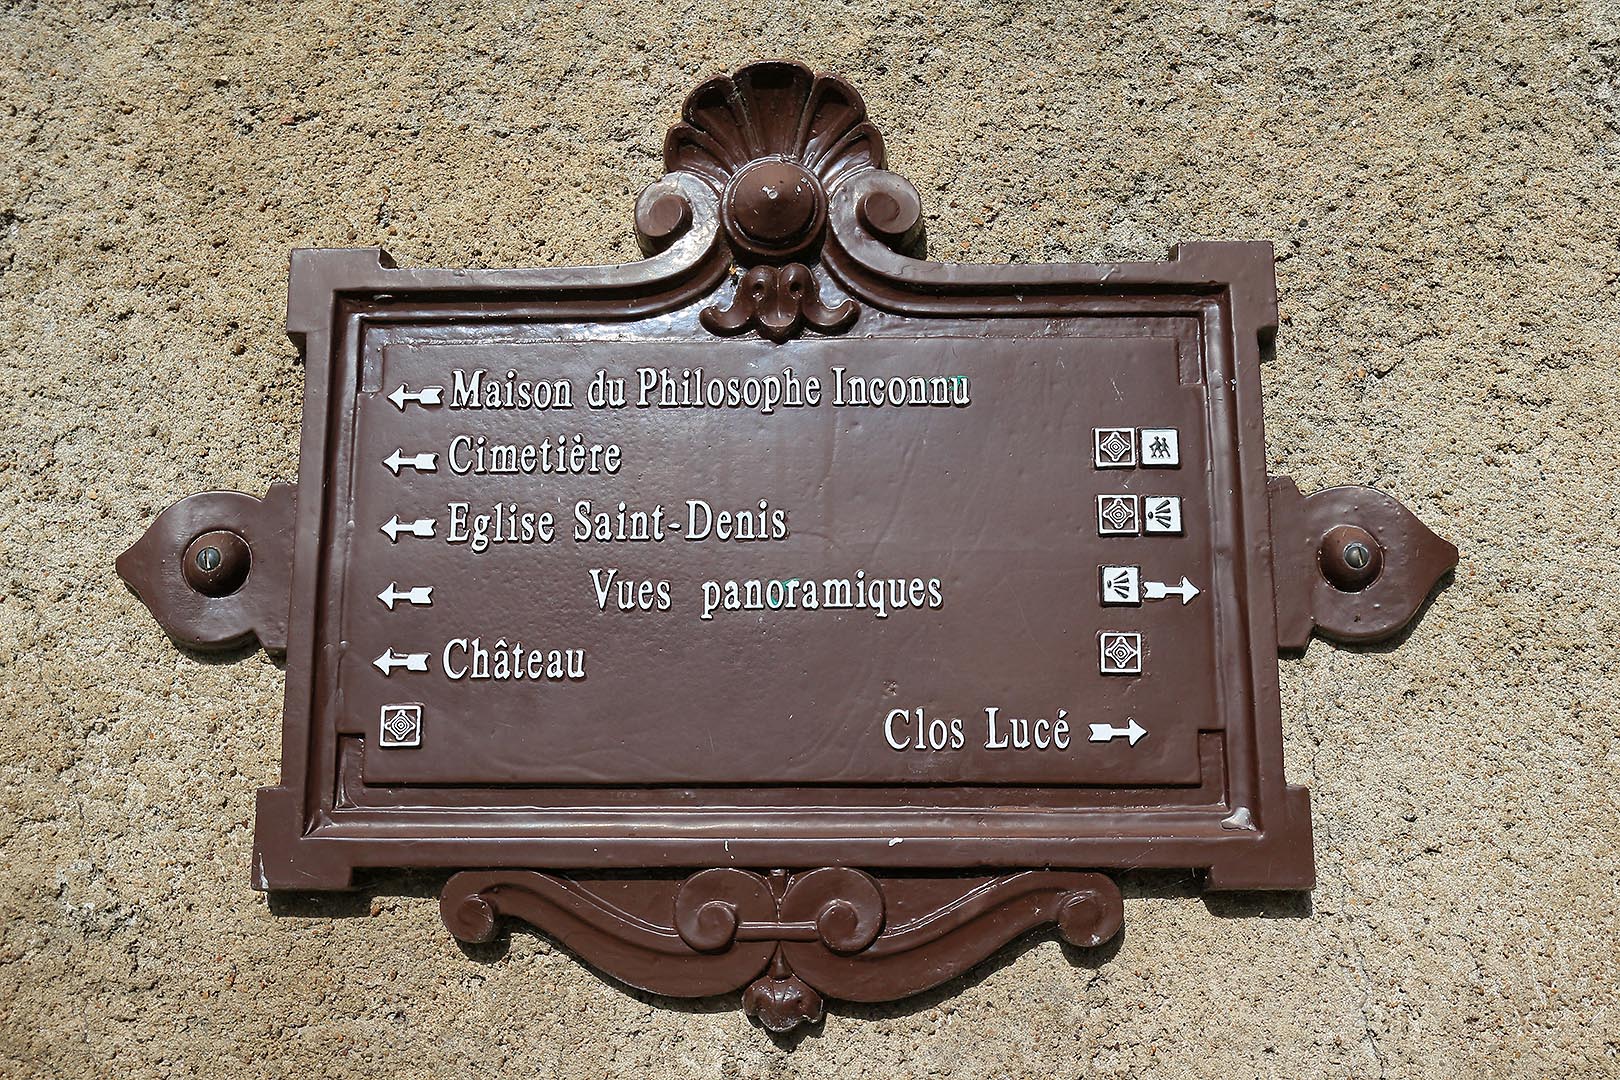 Maison du Philosophe Inconnu
Cimetière
Eglise Saint-Denis
Vues panoramiques
Château
Clos Lucé